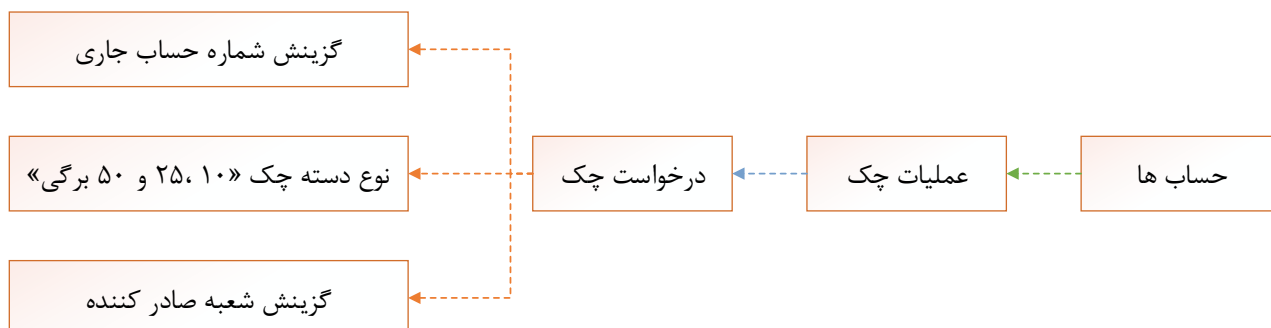 حساب ها
عملیات چک
درخواست چک
گزینش شماره حساب جاری
نوع دسته چک «۱۰ ،۲۵ و ۵۰ برگی»
گزینش شعبه صادر کننده